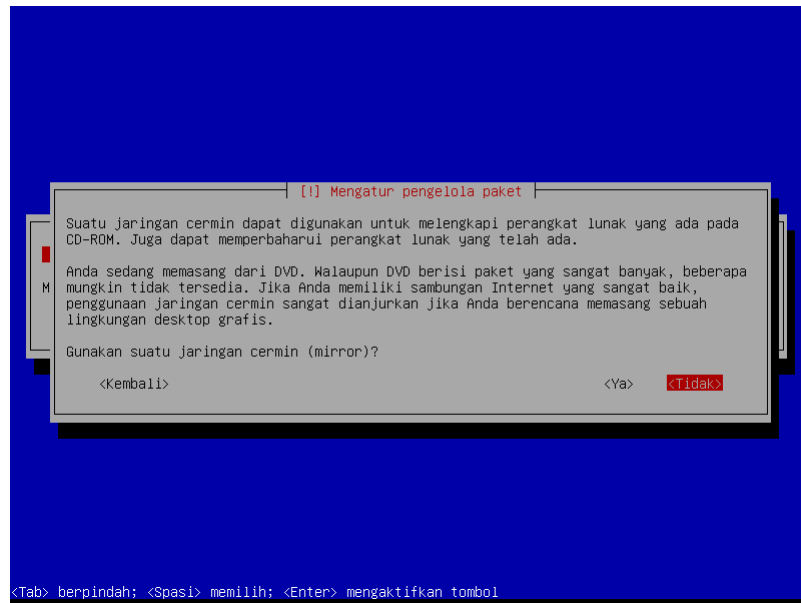 [!] Mengatur pengelola paket
Suatu jaringan cermin dapat digunakan untuk melengkapi perangkat lunak yang ada pada
CD-ROM. Juga dapat memperbaharui perangkat lunak yang telah ada.
Anda sedang memasang dari DVD. Walaupun DVD berisi paket yang sangat banyak, beberapa
M mungkin tidak tersedia. Jika Anda memiliki sambungan Internet yang sangat baik,
penggunaan jaringan cermin sangat dianjurkan jika Anda berencana memasang sebuah
lingkungan desktop grafis.
Gunakan suatu jaringan cermin (mirror)?
<Kembali> <Ya> <Tidak>
<Tab> berpindah; <Spasi> memilih; <Enter> mengaktifkan tombol